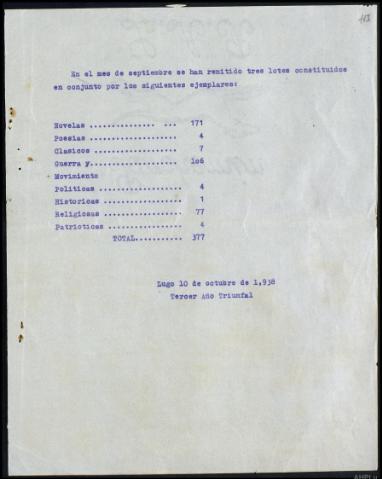 En el mes de septiembre se han remitido tres lotes constituidos
en conjunto por los siguientes ejemplares:
Novelas ............... ... 171
Poesias .................. 4
Clasicos ................. 7
Guerra y.................. 106
Movimiento
Politicas ................ 4
Historicas ............... 1
Religiosas ............... 77
Patrioticas .............. 4
TOTAL.......... 377
Lugo 10 de octubre de 1,938
Tercer Año Triunfal